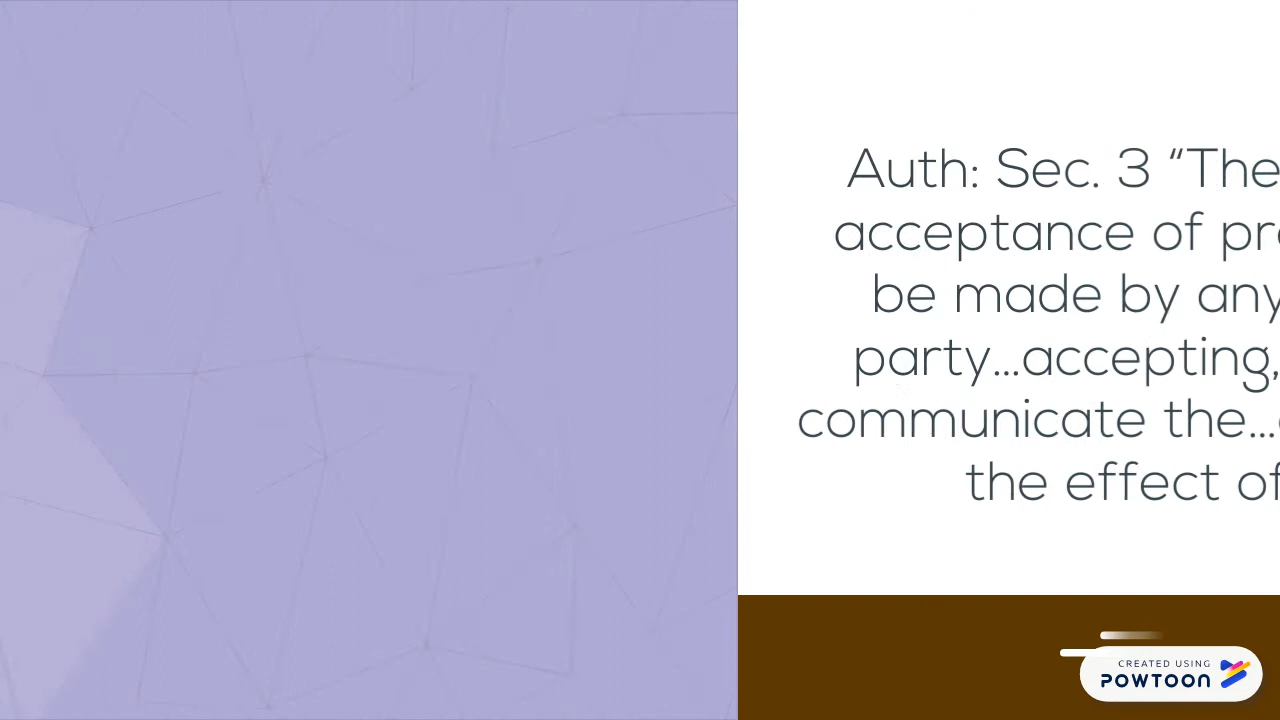 Auth: Sec. 3 “The
acceptance of pr
be made by any
party...accepting,
communicate the...
the effect of
CREATED USING
POWTOON